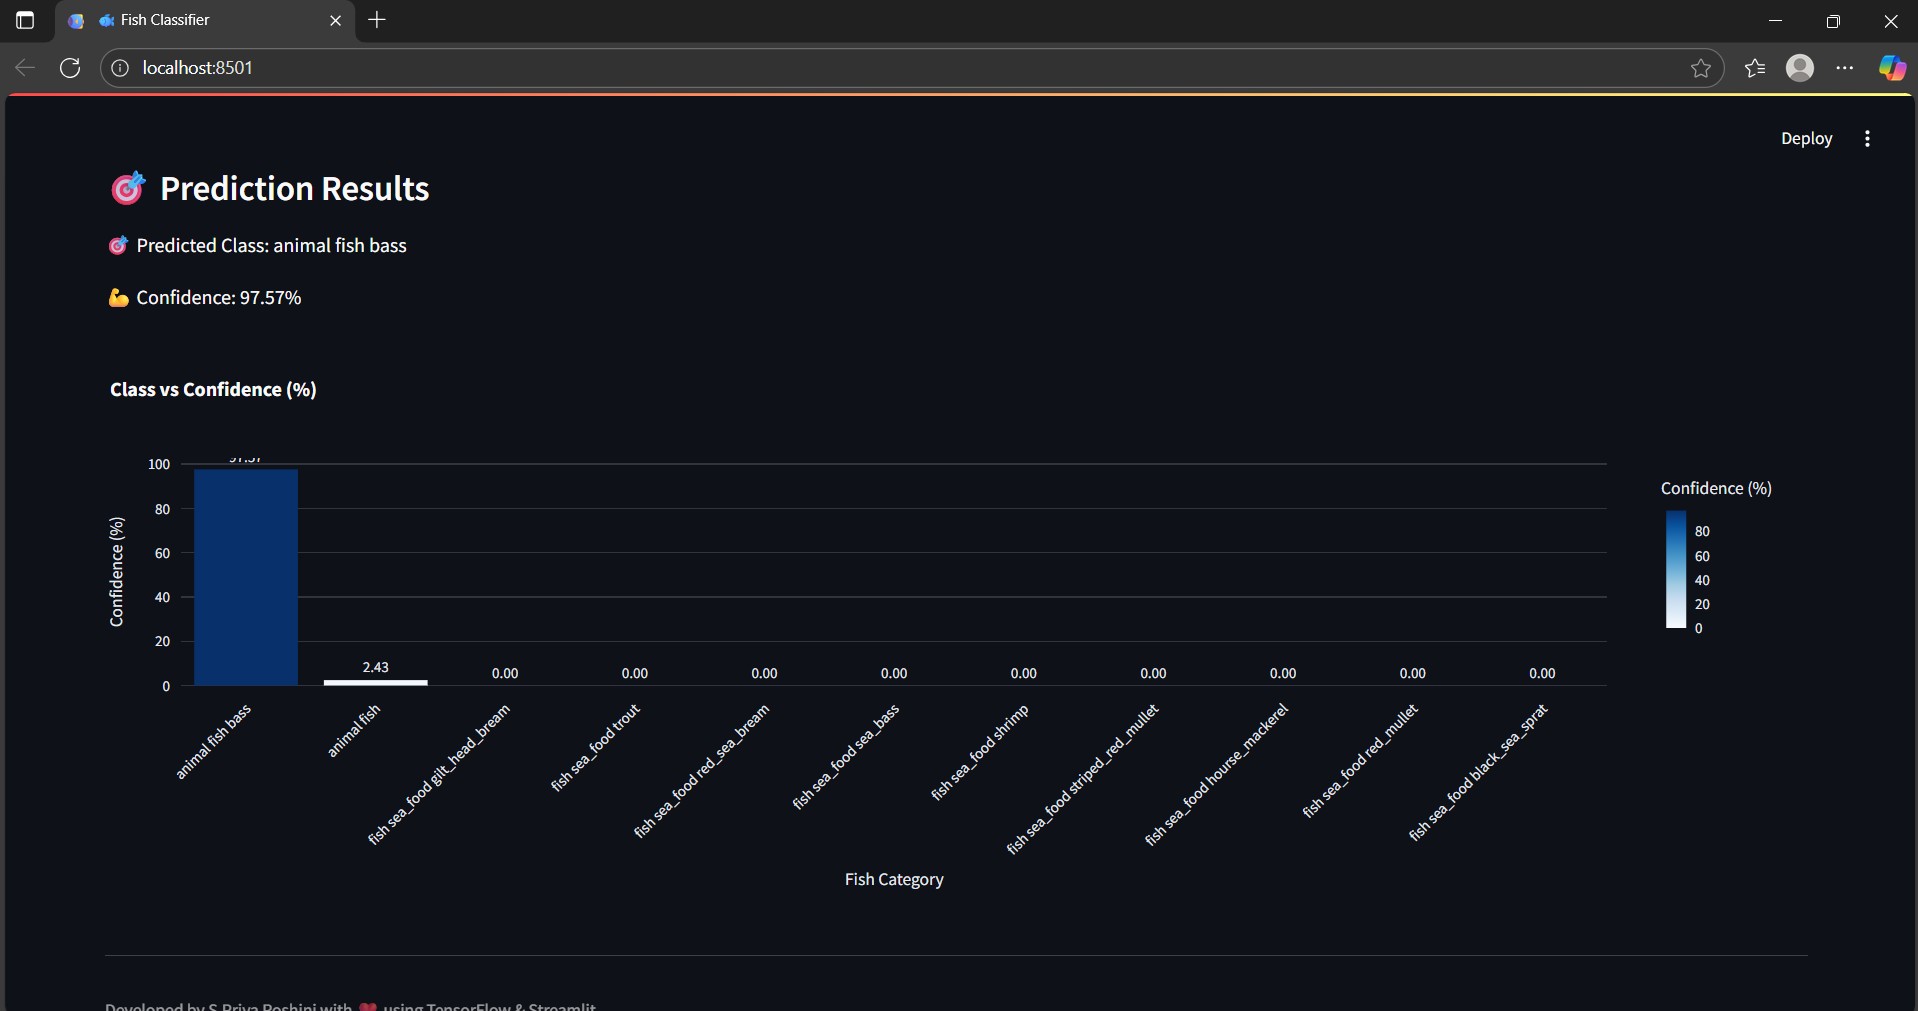 Fish Classifier
localhost:8501
Deploy
Prediction Results
Predicted Class: animal fish bass
Confidence: 97.57%
Class vs Confidence (%)
100
80
60
40
20
0
Confidence (%)
2.43
0.00
0.00
0.00
0.00
0.00
0.00
0.00
0.00
0.00
animal fish bass
animal fish
fish sea_food gilt_head_bream
fish sea_food trout
fish sea_food red_sea_bream
fish sea_food sea_bass
fish sea_food shrimp
fish sea_food striped_red_mullet
fish sea_food hourse_mackerel
fish sea_food red_mullet
fish sea_food black_sea_sprat
Fish Category
Confidence (%)
80
60
40
20
0
Developed by S Priya Roshini with ❤️ using TensorFlow & Streamlit